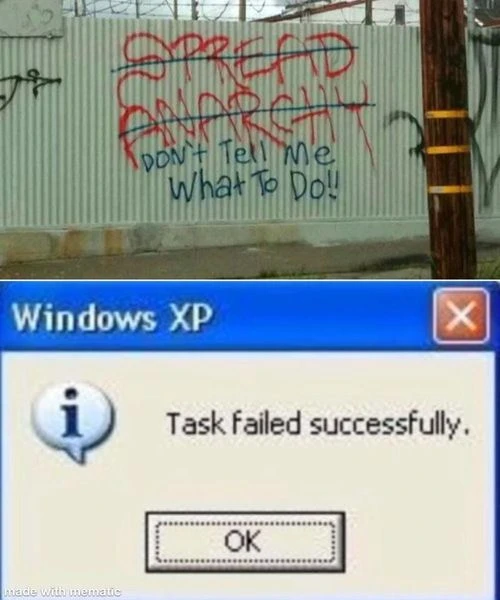 SPREAD
ANARCHY
DON't Tell Me
What To Do!!
Windows XP
Task failed successfully.
OK
made with mematic